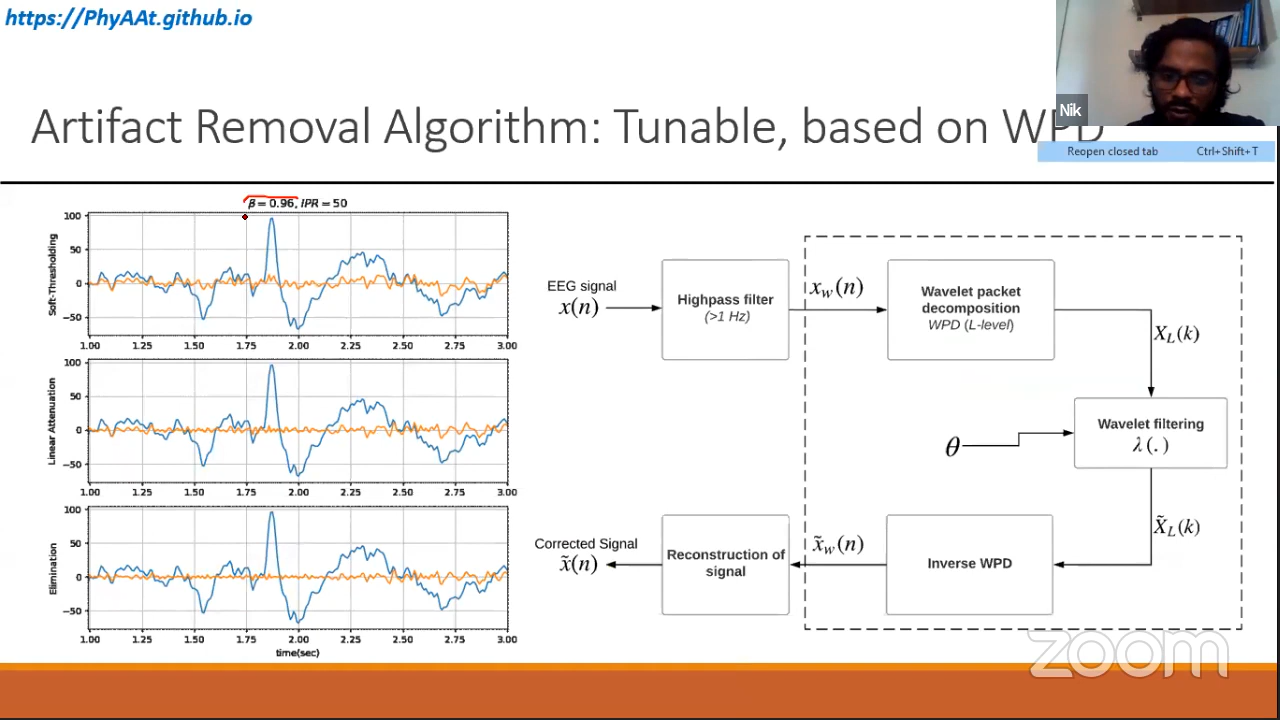 https://PhyAAt.github.io
Nik
Artifact Removal Algorithm: Tunable, based on WPD
Reopen closed tab Ctrl+Shift+T
β = 0.96, IPR = 50
Soft-Thresholding
100
50
0
−50
1.00 1.25 1.50 1.75 2.00 2.25 2.50 2.75 3.00
Linear Attenuation
100
50
0
−50
1.00 1.25 1.50 1.75 2.00 2.25 2.50 2.75 3.00
Elimination
100
50
0
−50
1.00 1.25 1.50 1.75 2.00 2.25 2.50 2.75 3.00
time(sec)
EEG signal
x(n)
Highpass filter
(>1 Hz)
x_w(n)
Wavelet packet
decomposition
WPD (L-level)
X_L(k)
θ
Wavelet filtering
λ(.)
X̃_L(k)
Inverse WPD
x̃_w(n)
Reconstruction of
signal
Corrected Signal
x̃(n)
zoom